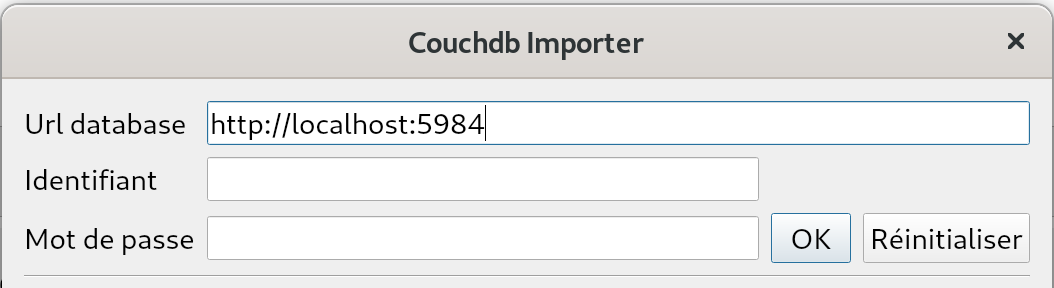 Couchdb Importer
Url database http://localhost:5984
Identifiant
Mot de passe OK Réinitialiser